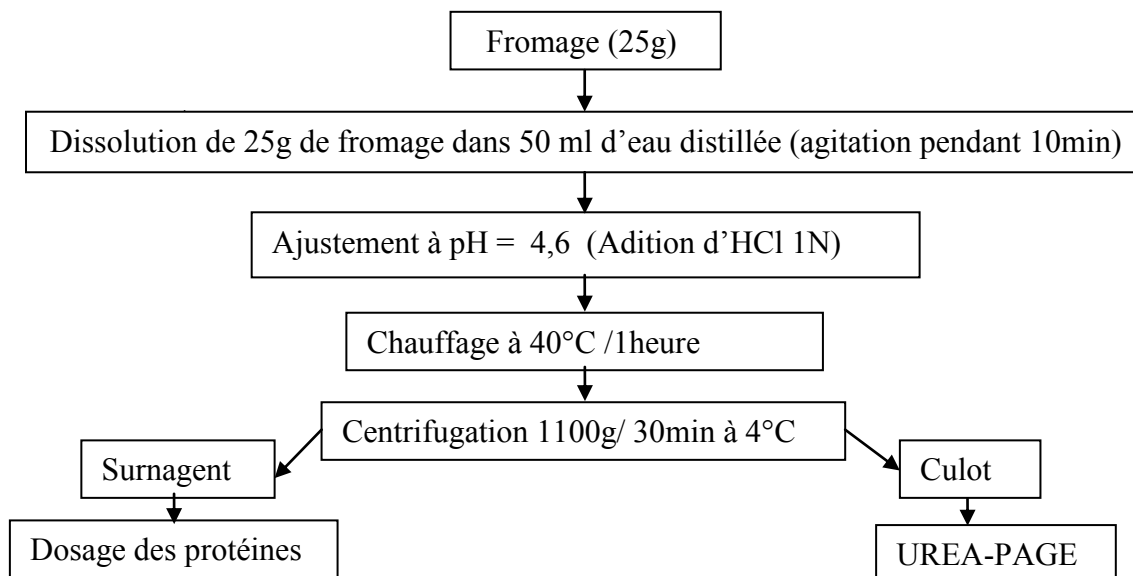 Fromage (25g)
Dissolution de 25g de fromage dans 50 ml d’eau distillée (agitation pendant 10min)
Ajustement à pH = 4,6 (Adition d’HCl 1N)
Chauffage à 40°C /1heure
Centrifugation 1100g/ 30min à 4°C
Surnagent
Culot
Dosage des protéines
UREA-PAGE